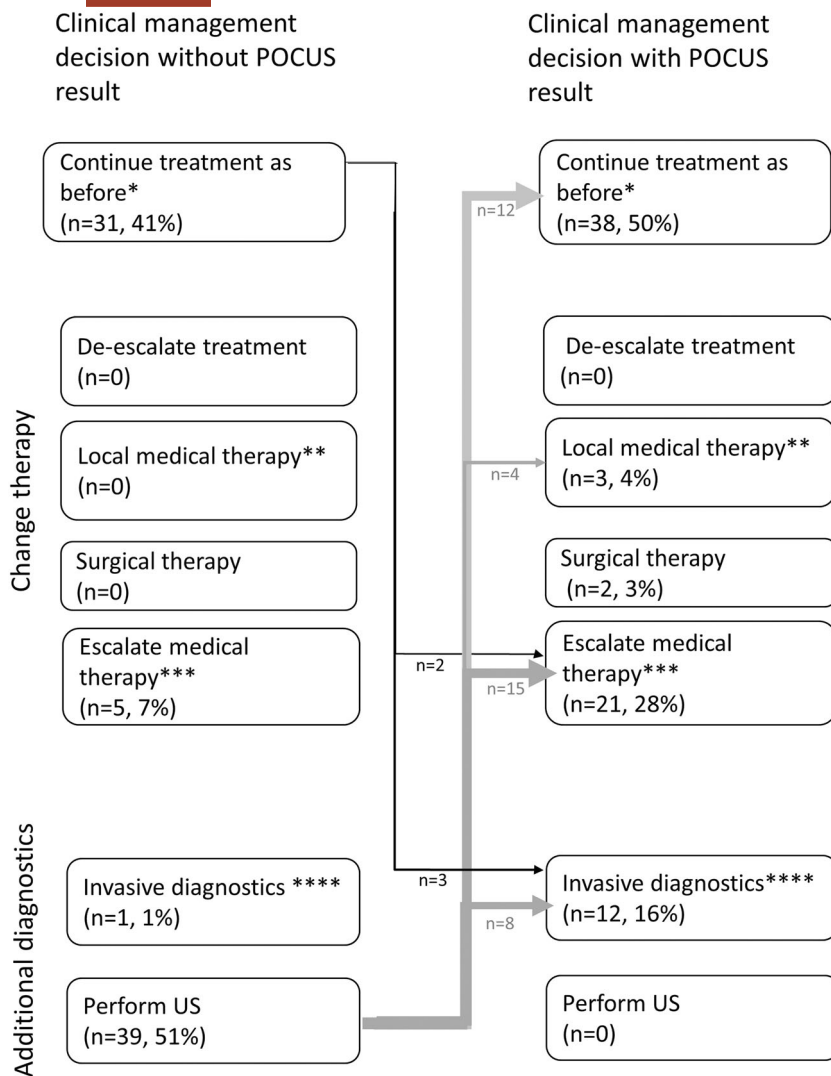 Clinical management
decision without POCUS
result
Clinical management
decision with POCUS
result
Continue treatment as
before*
(n=31, 41%)
n=12
Continue treatment as
before*
(n=38, 50%)
Change therapy
De-escalate treatment
(n=0)
De-escalate treatment
(n=0)
Local medical therapy**
(n=0)
n=4
Local medical therapy**
(n=3, 4%)
Surgical therapy
(n=0)
Surgical therapy
(n=2, 3%)
Escalate medical
therapy***
(n=5, 7%)
n=2
n=15
Escalate medical
therapy***
(n=21, 28%)
Additional diagnostics
Invasive diagnostics ****
(n=1, 1%)
n=3
n=8
Invasive diagnostics****
(n=12, 16%)
Perform US
(n=39, 51%)
Perform US
(n=0)